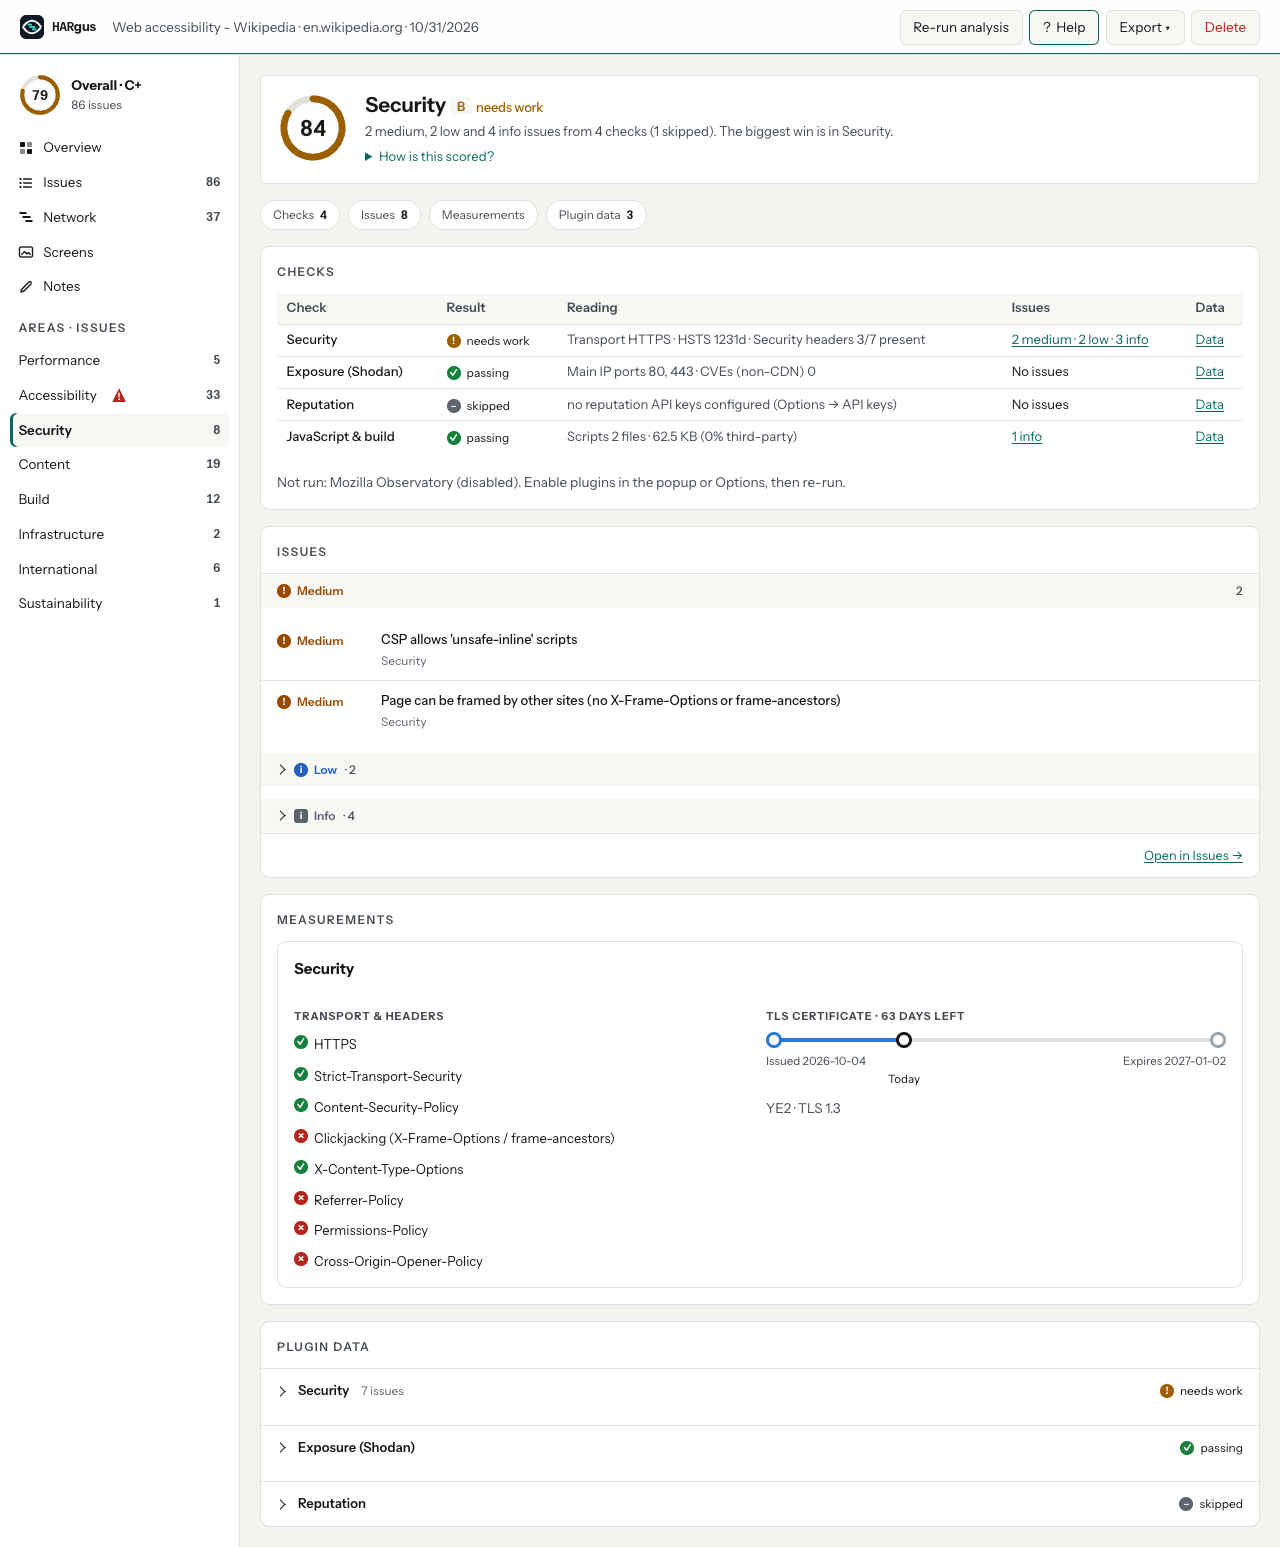 HARgus Web accessibility - Wikipedia · en.wikipedia.org · 10/31/2026 Re-run analysis ? Help Export ▾ Delete
79 Overall · C+
86 issues
Overview
Issues 86
Network 37
Screens
Notes
AREAS · ISSUES
Performance 5
Accessibility 33
Security 8
Content 19
Build 12
Infrastructure 2
International 6
Sustainability 1
84 Security B needs work
2 medium, 2 low and 4 info issues from 4 checks (1 skipped). The biggest win is in Security.
▶ How is this scored?
Checks 4 Issues 8 Measurements Plugin data 3
CHECKS
Check Result Reading Issues Data
Security needs work Transport HTTPS · HSTS 1231d · Security headers 3/7 present 2 medium · 2 low · 3 info Data
Exposure (Shodan) passing Main IP ports 80, 443 · CVEs (non-CDN) 0 No issues Data
Reputation skipped no reputation API keys configured (Options → API keys) No issues Data
JavaScript & build passing Scripts 2 files · 62.5 KB (0% third-party) 1 info Data
Not run: Mozilla Observatory (disabled). Enable plugins in the popup or Options, then re-run.
ISSUES
Medium 2
Medium CSP allows 'unsafe-inline' scripts
Security
Medium Page can be framed by other sites (no X-Frame-Options or frame-ancestors)
Security
Low · 2
Info · 4
Open in Issues →
MEASUREMENTS
Security
TRANSPORT & HEADERS
HTTPS
Strict-Transport-Security
Content-Security-Policy
Clickjacking (X-Frame-Options / frame-ancestors)
X-Content-Type-Options
Referrer-Policy
Permissions-Policy
Cross-Origin-Opener-Policy
TLS CERTIFICATE · 63 DAYS LEFT
Issued 2026-10-04 Expires 2027-01-02
Today
YE2 · TLS 1.3
PLUGIN DATA
Security 7 issues needs work
Exposure (Shodan) passing
Reputation skipped